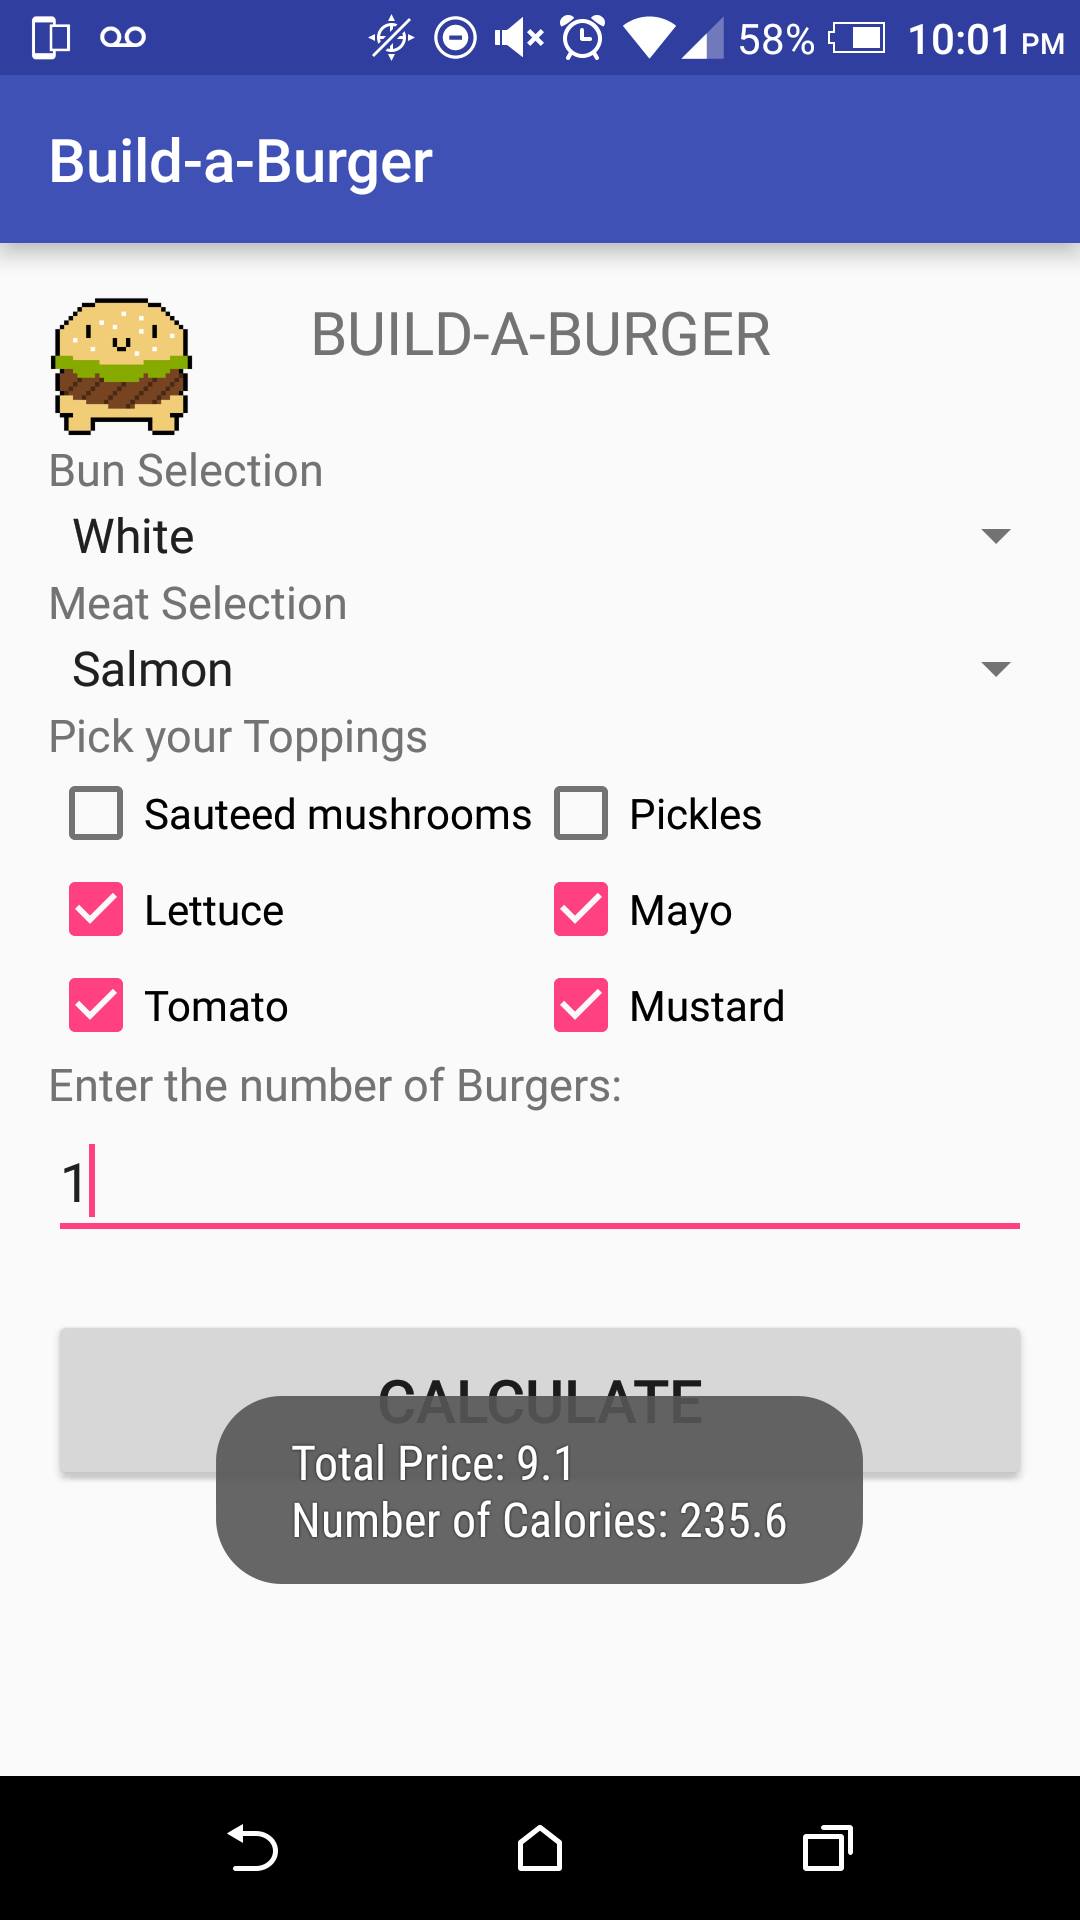 58% 10:01 PM
Build-a-Burger
BUILD-A-BURGER
Bun Selection
White
Meat Selection
Salmon
Pick your Toppings
Sauteed mushrooms Pickles
Lettuce Mayo
Tomato Mustard
Enter the number of Burgers:
1
CALCULATE
Total Price: 9.1
Number of Calories: 235.6